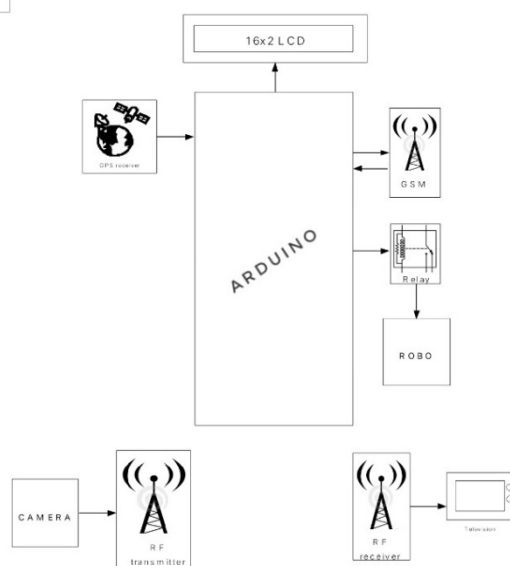 16x2 LCD
GPS receiver
GSM
ARDUINO
Relay
ROBO
CAMERA
RF
transmitter
RF
receiver
Television